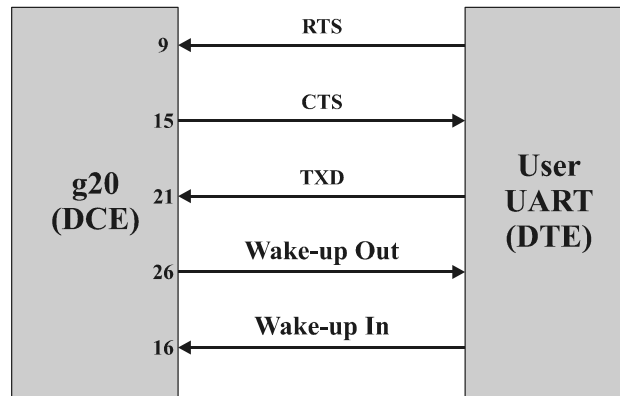 RTS
9
CTS
15
g20
(DCE)
TXD
21
User
UART
(DTE)
Wake-up Out
26
Wake-up In
16